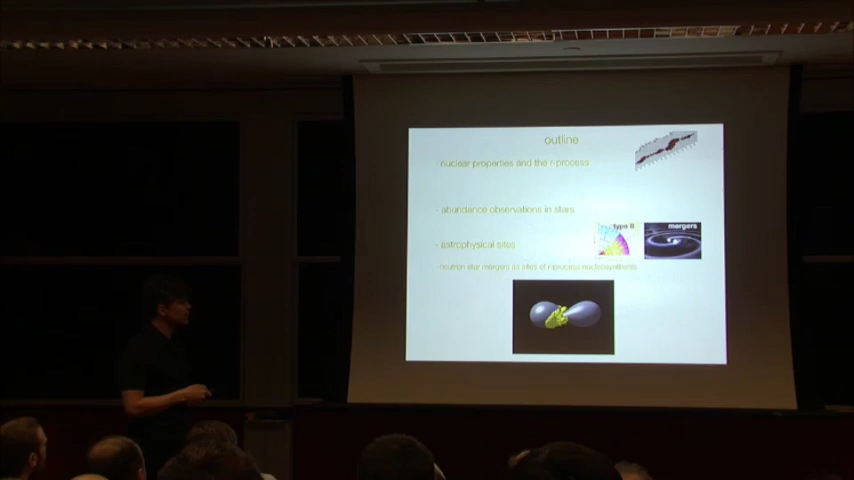 outline
- nuclear properties and the r-process
- abundance observations in stars
type II
mergers
- astrophysical sites
- neutron star mergers as sites of r-process nucleosynthesis